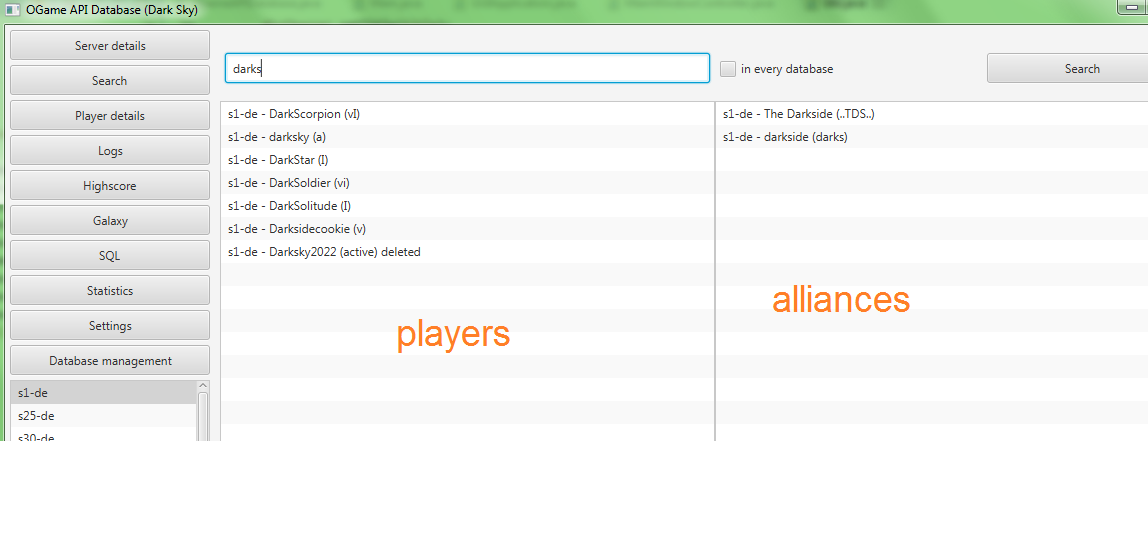 OGame API Database (Dark Sky)
Server details
Search
Player details
Logs
Highscore
Galaxy
SQL
Statistics
Settings
Database management
s1-de
s25-de
s30-de
darks
in every database
Search
s1-de - DarkScorpion (vI)
s1-de - darksky (a)
s1-de - DarkStar (I)
s1-de - DarkSoldier (vi)
s1-de - DarkSolitude (I)
s1-de - Darksidecookie (v)
s1-de - Darksky2022 (active) deleted
players
s1-de - The Darkside (..TDS..)
s1-de - darkside (darks)
alliances